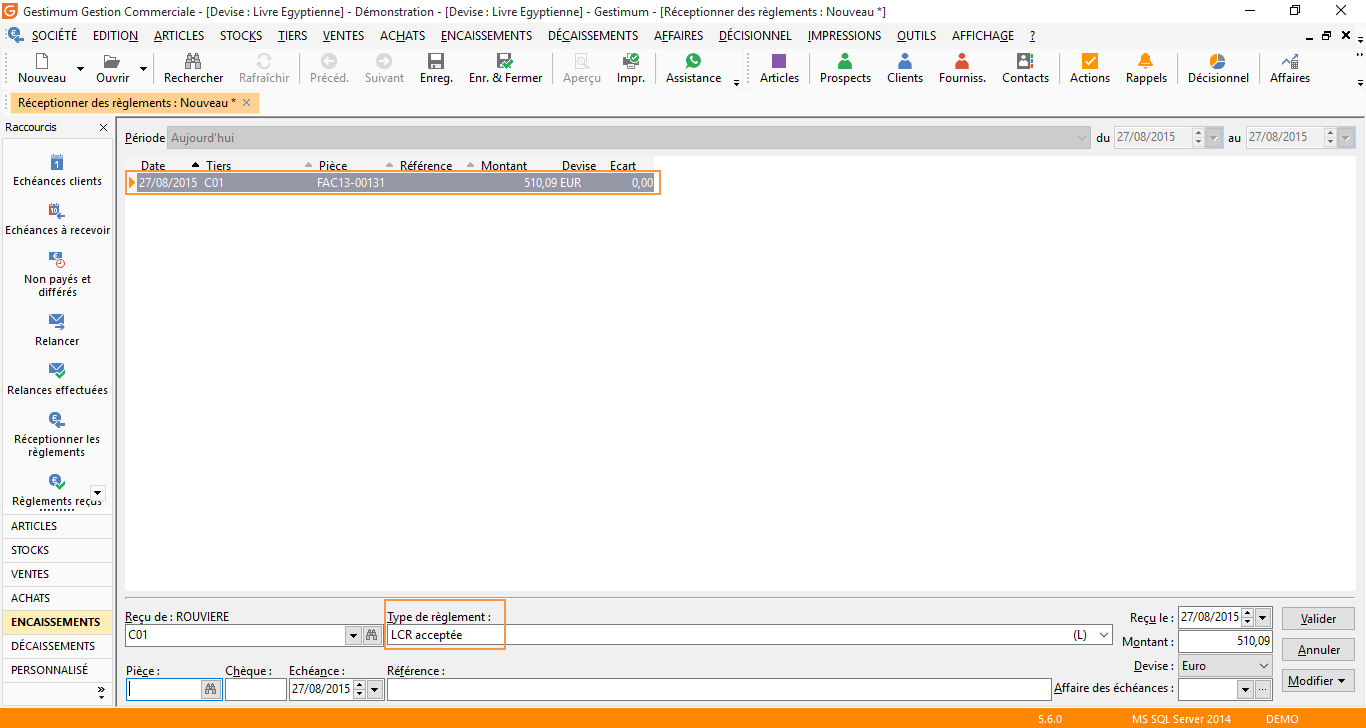 Gestimum Gestion Commerciale - [Devise : Livre Egyptienne] - Démonstration - [Devise : Livre Egyptienne] - Gestimum - [Réceptionner des règlements : Nouveau *]
SOCIÉTÉ EDITION ARTICLES STOCKS TIERS VENTES ACHATS ENCAISSEMENTS DÉCAISSEMENTS AFFAIRES DÉCISIONNEL IMPRESSIONS OUTILS AFFICHAGE ?
Nouveau Ouvrir Rechercher Rafraîchir Précéd. Suivant Enreg. Enr. & Fermer Aperçu Impr. Assistance Articles Prospects Clients Fourniss. Contacts Actions Rappels Décisionnel Affaires
Réceptionner des règlements : Nouveau *
Raccourcis
Echéances clients
Echéances à recevoir
Non payés et
différés
Relancer
Relances effectuées
Réceptionner les
règlements
Règlements reçus
ARTICLES
STOCKS
VENTES
ACHATS
ENCAISSEMENTS
DÉCAISSEMENTS
PERSONNALISÉ
Période Aujourd'hui du 27/08/2015 au 27/08/2015
Date Tiers Pièce Référence Montant Devise Ecart
27/08/2015 C01 FAC13-00131 510,09 EUR 0,00
Reçu de : ROUVIERE Type de règlement : Reçu le : 27/08/2015 Valider
C01 LCR acceptée (L) Montant : 510,09 Annuler
Pièce : Chèque : Echéance : Référence : Devise : Euro Modifier
27/08/2015 Affaire des échéances : ...
5.6.0 MS SQL Server 2014 DEMO